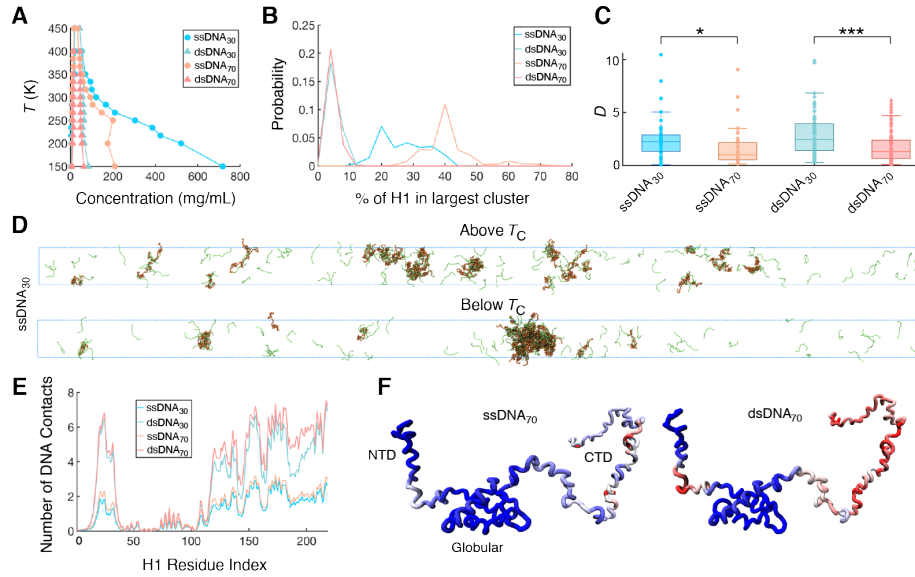 A
T (K)
450
400
350
300
250
200
150
0
200
400
600
800
Concentration (mg/mL)
ssDNA30
dsDNA30
ssDNA70
dsDNA70
B
Probability
0.25
0.2
0.15
0.1
0.05
0
0
10
20
30
40
50
60
70
80
% of H1 in largest cluster
ssDNA30
dsDNA30
ssDNA70
dsDNA70
C
*
***
D
10
5
0
ssDNA30
ssDNA70
dsDNA30
dsDNA70
D
Above TC
ssDNA30
Below TC
E
Number of DNA Contacts
8
6
4
2
0
0
50
100
150
200
H1 Residue Index
ssDNA30
dsDNA30
ssDNA70
dsDNA70
F
ssDNA70
dsDNA70
NTD
CTD
Globular